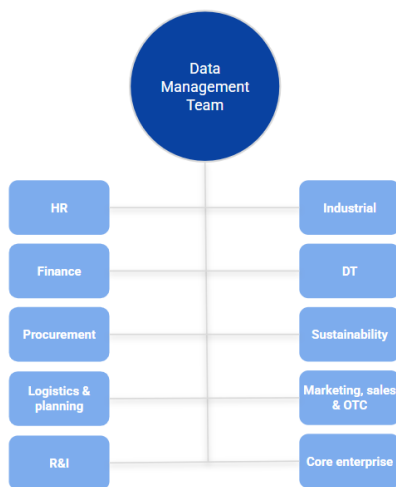 Data
Management
Team
HR
Industrial
Finance
DT
Procurement
Sustainability
Logistics &
planning
Marketing, sales
& OTC
R&I
Core enterprise